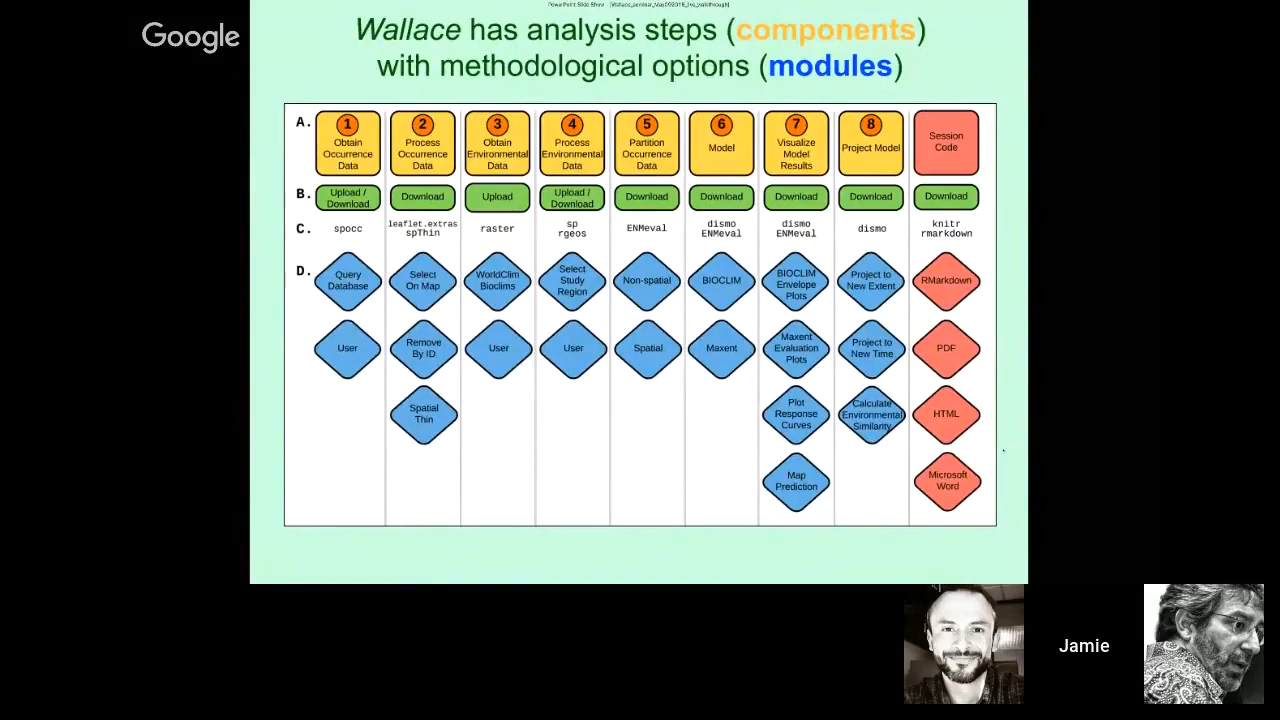 PowerPoint Slide Show - [Wallace_seminar_May092018_live_walkthrough]
Google
Wallace has analysis steps (components)
with methodological options (modules)
A.
1
Obtain
Occurrence
Data
2
Process
Occurrence
Data
3
Obtain
Environmental
Data
4
Process
Environmental
Data
5
Partition
Occurrence
Data
6
Model
7
Visualize
Model
Results
8
Project Model
Session
Code
B.
Upload /
Download
Download
Upload
Upload /
Download
Download
Download
Download
Download
Download
C.
spocc
leaflet.extras
spThin
raster
sp
rgeos
ENMeval
dismo
ENMeval
dismo
ENMeval
dismo
knitr
rmarkdown
D.
Query
Database
Select
On Map
WorldClim
Bioclims
Select
Study
Region
Non-spatial
BIOCLIM
BIOCLIM
Envelope
Plots
Project to
New Extent
RMarkdown
User
Remove
By ID
User
User
Spatial
Maxent
Maxent
Evaluation
Plots
Project to
New Time
PDF
Spatial
Thin
Plot
Response
Curves
Calculate
Environmental
Similarity
HTML
Map
Prediction
Microsoft
Word
Jamie